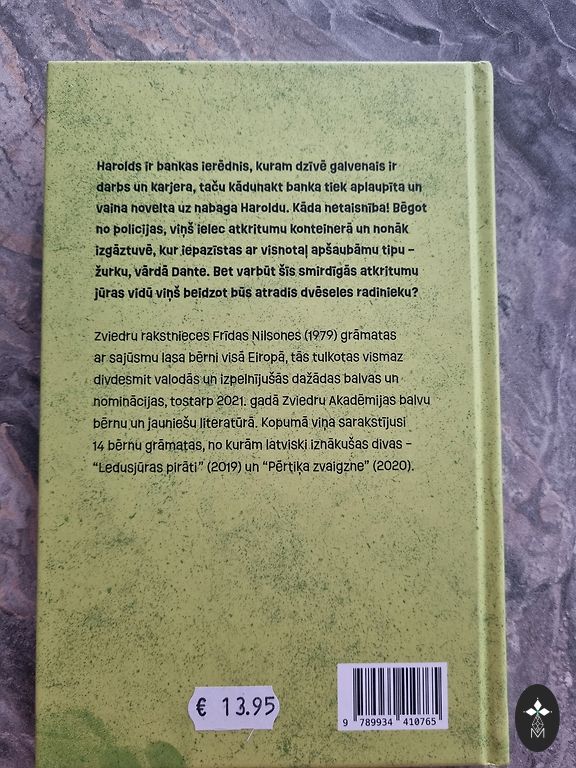 Harolds ir bankas ierēdnis, kuram dzīvē galvenais ir
darbs un karjera, taču kādunakt banka tiek aplaupīta un
vaina novelta uz nabaga Haroldu. Kāda netaisnība! Bēgot
no policijas, viņš ielec atkritumu konteinerā un nonāk
izgāztuvē, kur iepazīstas ar visnotaļ apšaubāmu tipu –
žurku, vārdā Dante. Bet varbūt šīs smirdīgās atkritumu
jūras vidū viņš beidzot būs atradis dvēseles radinieku?
Zviedru rakstnieces Frīdas Nilsones (1979) grāmatas
ar sajūsmu lasa bērni visā Eiropā, tās tulkotas vismaz
divdesmit valodās un izpelnījušās dažādas balvas un
nominācijas, tostarp 2021. gadā Zviedru Akadēmijas balvu
bērnu un jauniešu literatūrā. Kopumā viņa sarakstījusi
14 bērnu grāmatas, no kurām latviski iznākušas divas –
“Ledusjūras pirāti” (2019) un “Pērtiķa zvaigzne” (2020).
€ 13.95
9 789934 410765
M